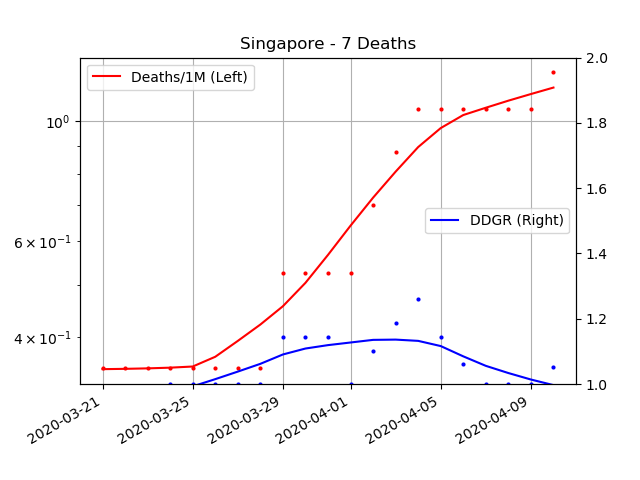 Singapore - 7 Deaths
Deaths/1M (Left)
DDGR (Right)
10⁰
6 × 10⁻¹
4 × 10⁻¹
2.0
1.8
1.6
1.4
1.2
1.0
2020-03-21
2020-03-25
2020-03-29
2020-04-01
2020-04-05
2020-04-09